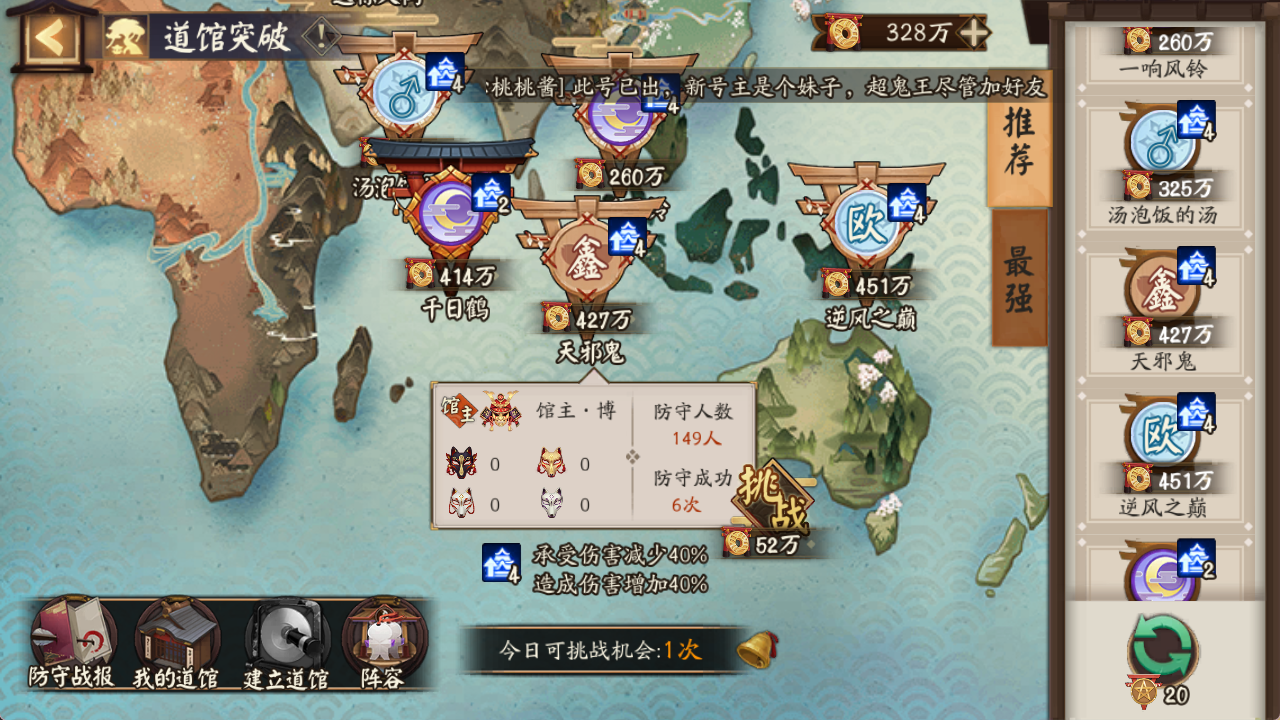 道馆突破
!
328万
:桃桃酱] 此号已出，新号主是个妹子，超鬼王尽管加好友
4
4
260万
汤泡
2
414万
千日鹤
鑫
4
427万
天邪鬼
欧
4
451万
逆风之巅
馆主
馆主·博
0
0
0
0
防守人数
149人
防守成功
6次
挑战
52万
4
承受伤害减少40%
造成伤害增加40%
今日可挑战机会:1次
防守战报
我的道馆
建立道馆
阵容
推荐
最强
260万
一响风铃
4
325万
汤泡饭的汤
鑫
4
427万
天邪鬼
欧
4
451万
逆风之巅
2
20